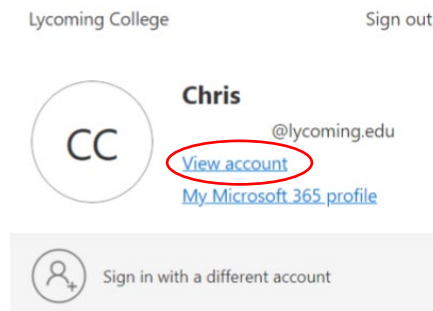 Lycoming College
Sign out
CC
Chris
@lycoming.edu
View account
My Microsoft 365 profile
Sign in with a different account